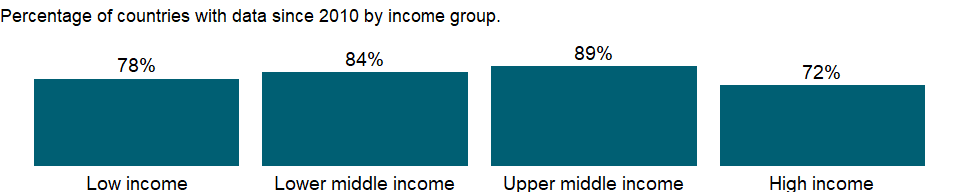 Percentage of countries with data since 2010 by income group.
78%
84%
89%
72%
Low income
Lower middle income
Upper middle income
High income